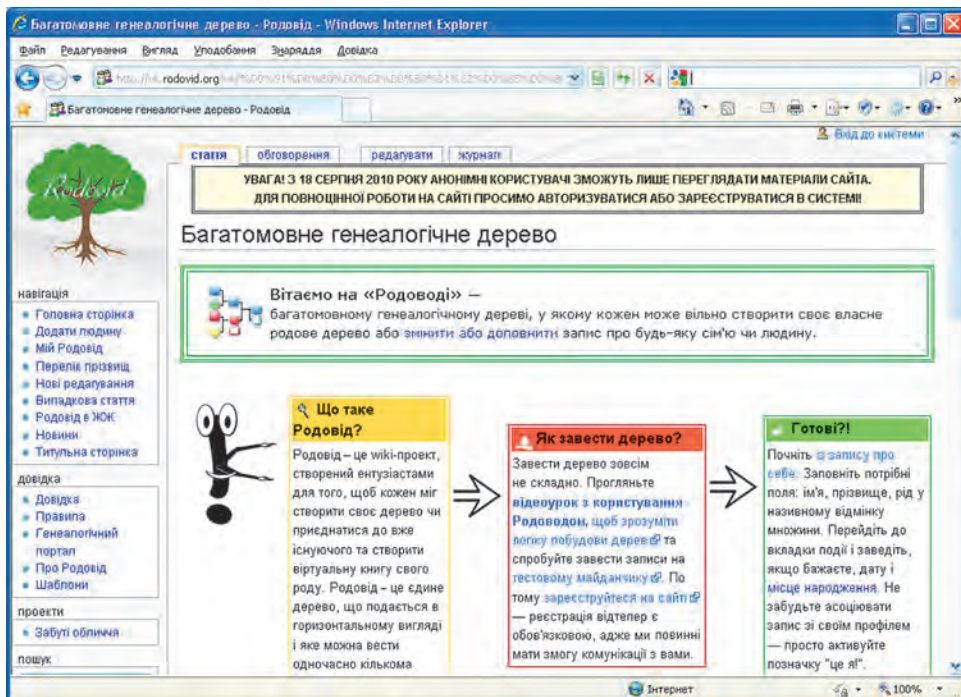 Багатомовне генеалогічне дерево - Родовід - Windows Internet Explorer
Файл Редагування Вигляд Уподобання Знаряддя Довідка
rodovid.org
Багатомовне генеалогічне дерево - Родовід
Вхід до системи
Rodovid
стаття обговорення редагувати журнал
УВАГА! З 18 СЕРПНЯ 2010 РОКУ АНОНІМНІ КОРИСТУВАЧІ ЗМОЖУТЬ ЛИШЕ ПЕРЕГЛЯДАТИ МАТЕРІАЛИ САЙТА.
ДЛЯ ПОВНОЦІННОЇ РОБОТИ НА САЙТІ ПРОСИМО АВТОРИЗУВАТИСЯ АБО ЗАРЕЄСТРУВАТИСЯ В СИСТЕМІ!
Багатомовне генеалогічне дерево
Вітаємо на «Родоводі» —
багатомовному генеалогічному дереві, у якому кожен може вільно створити своє власне
родове дерево або змінити або доповнити запис про будь-яку сім'ю чи людину.
навігація
Головна сторінка
Додати людину
Мій Родовід
Перелік прізвищ
Нові редагування
Випадкова стаття
Родовід в ЖЖ
Новини
Титульна сторінка
довідка
Довідка
Правила
Генеалогічний
портал
Про Родовід
Шаблони
проекти
Забуті обличчя
пошук
Що таке
Родовід?
Родовід – це wiki-проект,
створений ентузіастами
для того, щоб кожен міг
створити своє дерево чи
приєднатися до вже
існуючого та створити
віртуальну книгу свого
роду. Родовід – це єдине
дерево, що подається в
горизонтальному вигляді
і яке можна вести
одночасно кількома
Як завести дерево?
Завести дерево зовсім
не складно. Прогляньте
відеоурок з користування
Родоводом, щоб зрозуміти
логіку побудови дерев та
спробуйте завести записи на
тестовому майданчику. По
тому зареєструйтеся на сайті
— реєстрація відтепер є
обов'язковою, адже ми повинні
мати змогу комунікації з вами.
Готові?!
Почніть з запису про
себе. Заповніть потрібні
поля: ім'я, прізвище, рід у
називному відмінку
множини. Перейдіть до
вкладки події і заведіть,
якщо бажаєте, дату і
місце народження. Не
забудьте асоціювати
запис зі своїм профілем
— просто активуйте
позначку "це я!".
Інтернет 100%